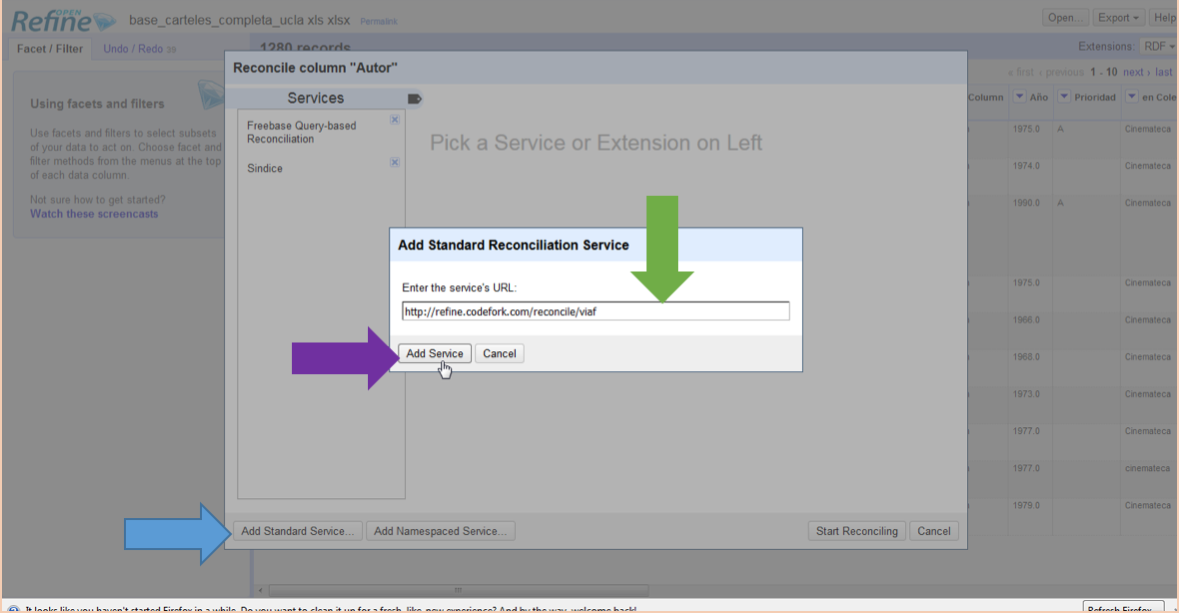 OPEN
Refine base_carteles_completa_ucla xls xlsx Permalink
Open... Export Help
Facet / Filter Undo / Redo 39
1280 records
Extensions: RDF
« first ‹ previous 1 - 10 next › last
Using facets and filters
Use facets and filters to select subsets
of your data to act on. Choose facet and
filter methods from the menus at the top
of each data column.
Not sure how to get started?
Watch these screencasts
Reconcile column "Autor"
Services
Freebase Query-based
Reconciliation
Sindice
Pick a Service or Extension on Left
Add Standard Reconciliation Service
Enter the service's URL:
http://refine.codefork.com/reconcile/viaf
Add Service Cancel
Add Standard Service... Add Namespaced Service...
Start Reconciling Cancel
Column Año Prioridad en Cole
1975.0 A Cinemateca
1974.0 Cinemateca
1990.0 A Cinemateca
1975.0 Cinemateca
1966.0 Cinemateca
1968.0 Cinemateca
1973.0 Cinemateca
1977.0 Cinemateca
1977.0 cinemateca
1979.0 Cinemateca
It looks like you haven't started Firefox in a while. Do you want to clean it up for a fresh, like-new experience? And by the way, welcome back!
Refresh Firefox...